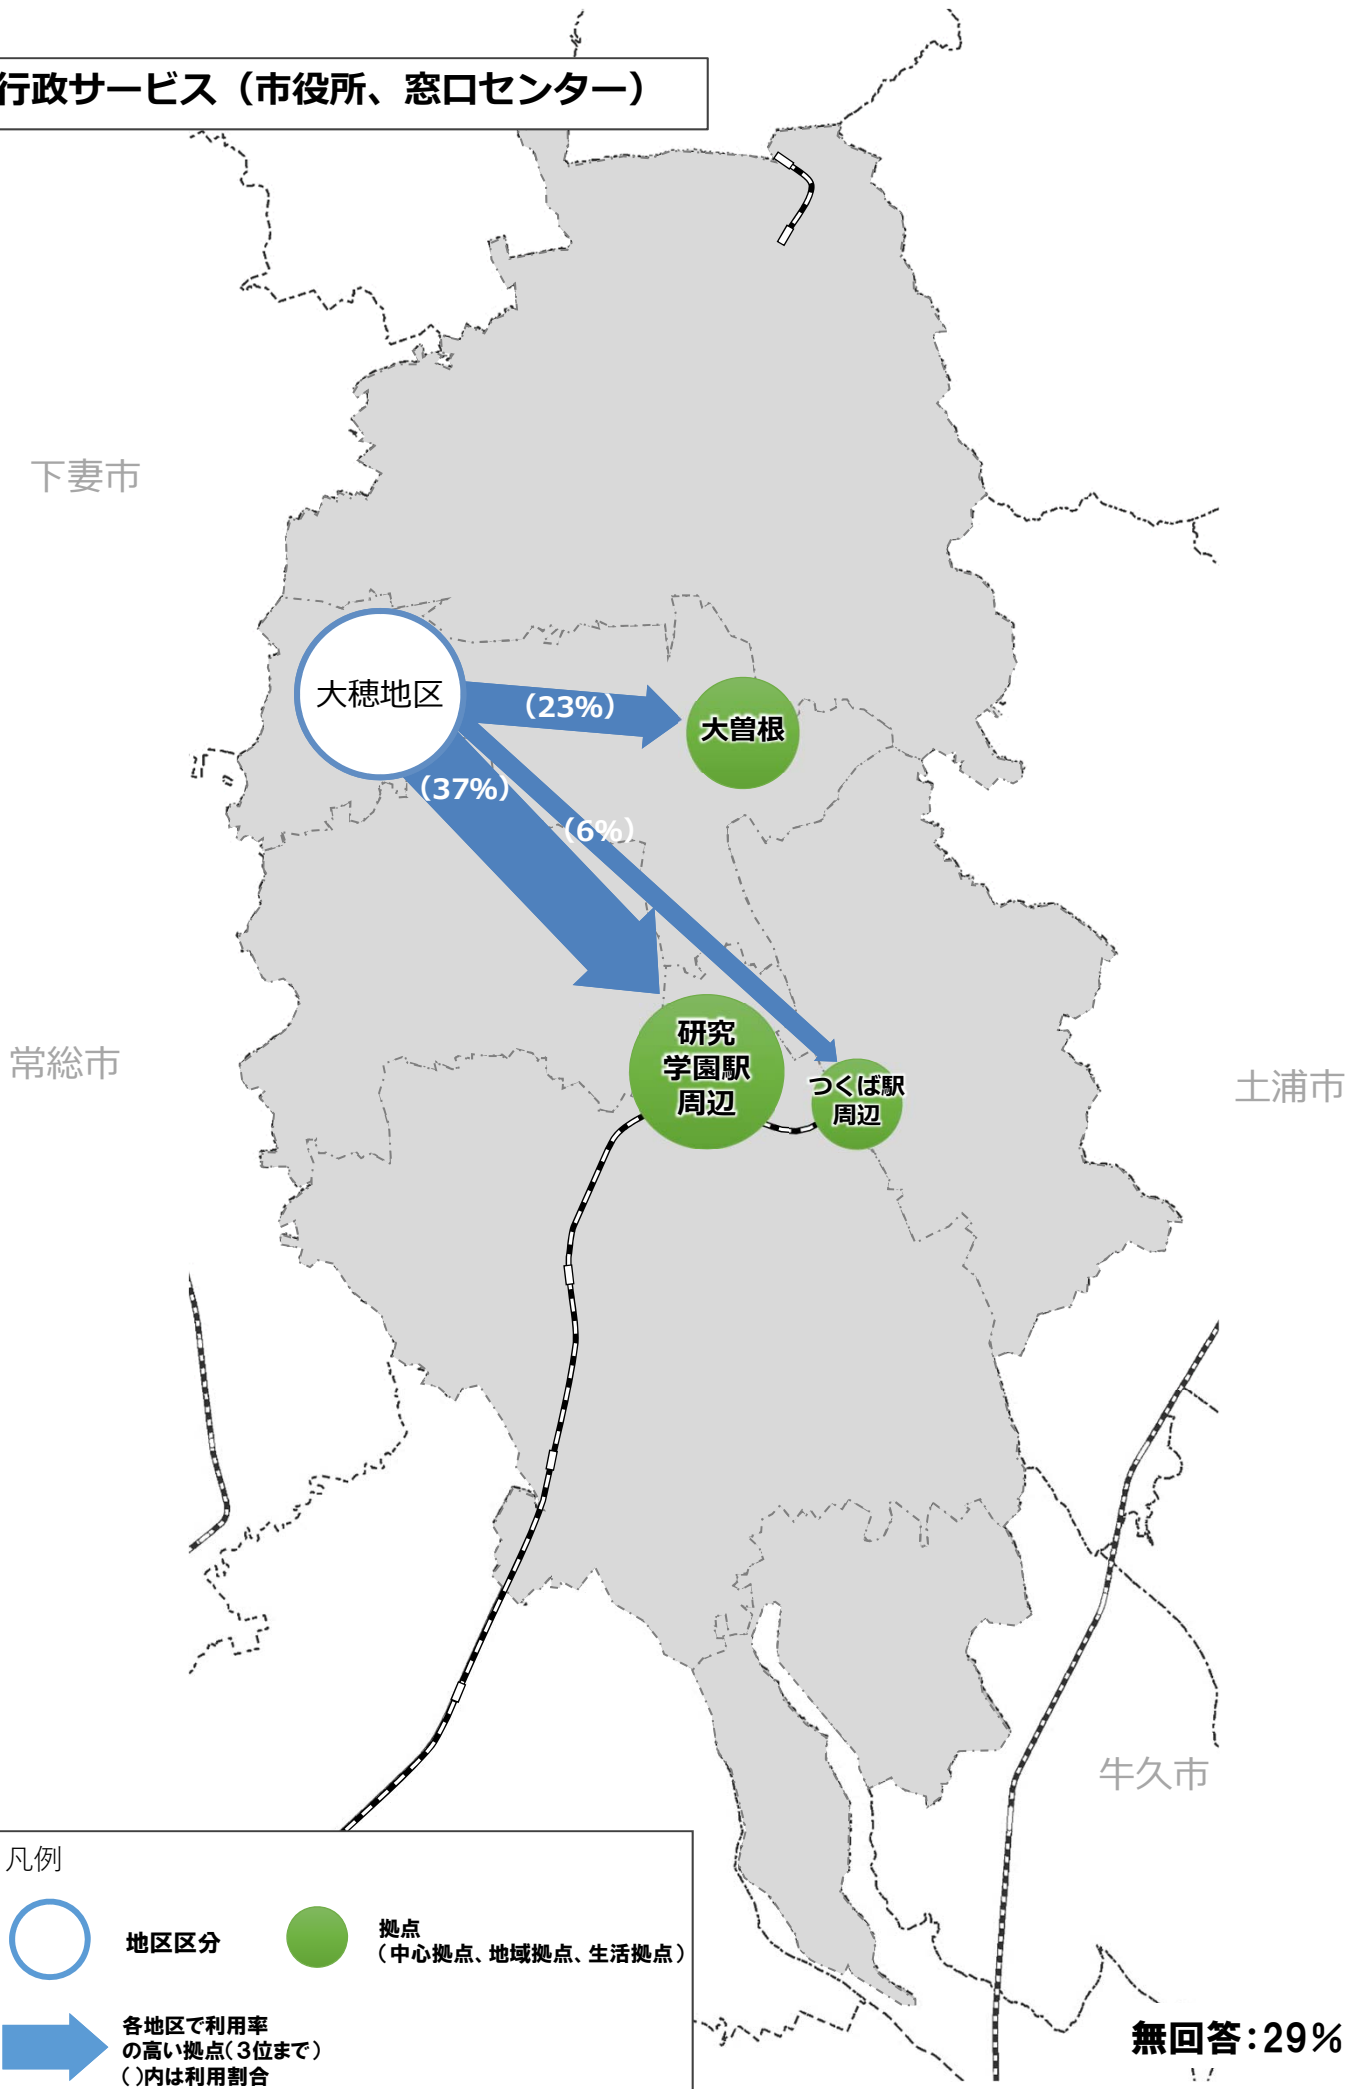 行政サービス（市役所、窓口センター）
下妻市
大穂地区
（23%）
大曽根
（37%）
（6%）
研究
学園駅
周辺
つくば駅
周辺
常総市
土浦市
牛久市
凡例
地区区分
拠点
（中心拠点、地域拠点、生活拠点）
各地区で利用率
の高い拠点（3位まで）
（ ）内は利用割合
無回答：29%